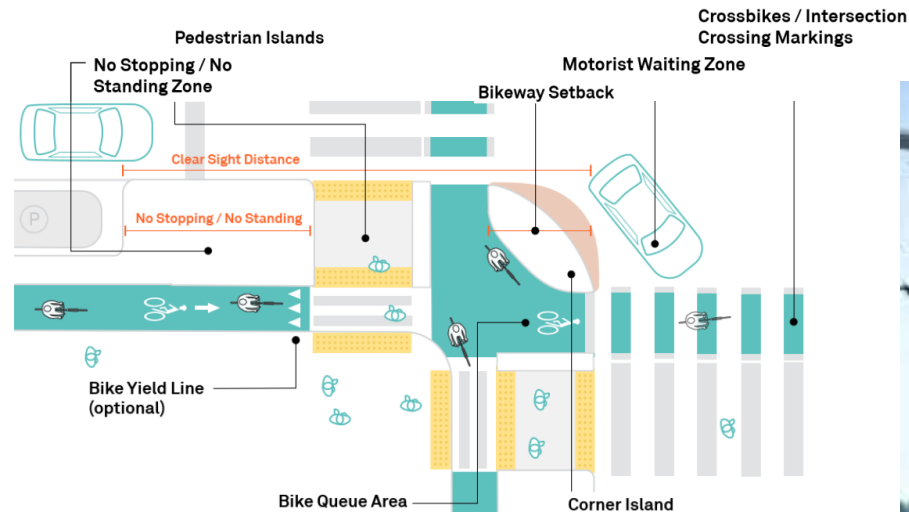 Crossbikes / Intersection
Crossing Markings
Pedestrian Islands
No Stopping / No
Standing Zone
Motorist Waiting Zone
Bikeway Setback
Clear Sight Distance
No Stopping / No Standing
P
Bike Yield Line
(optional)
Bike Queue Area
Corner Island